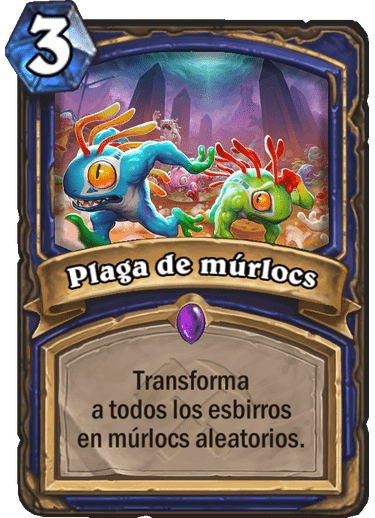 3
Plaga de múrlocs
Transforma
a todos los esbirros
en múrlocs aleatorios.